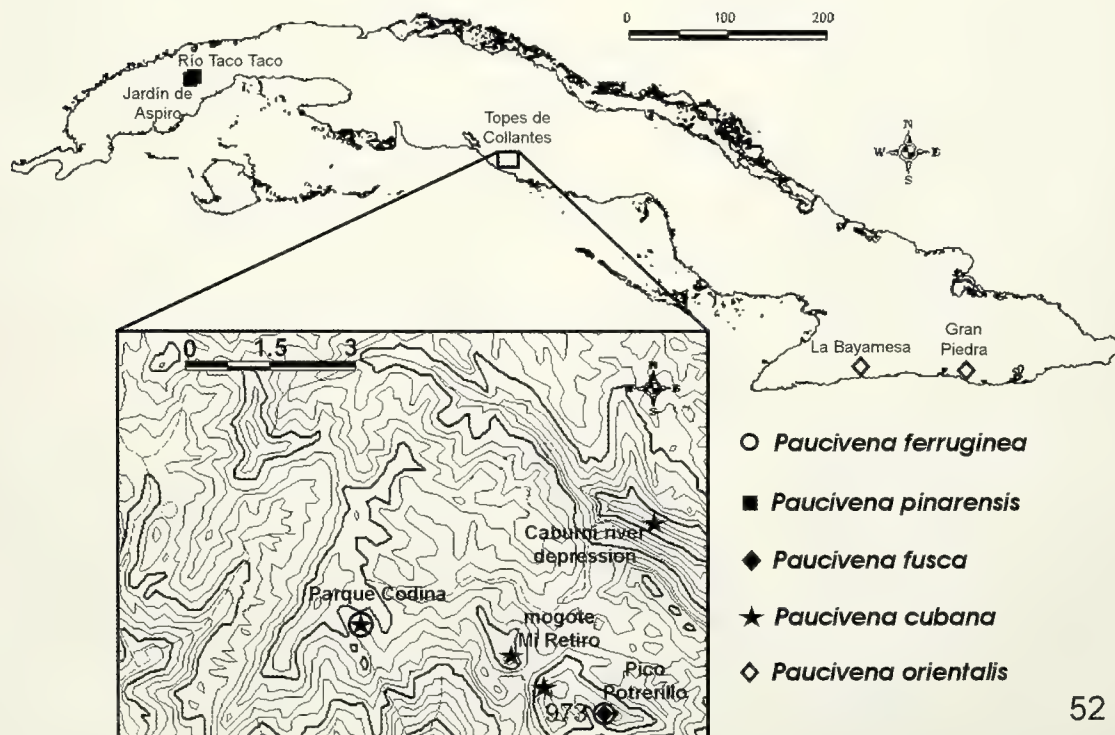 0 100 200
Río Taco Taco
Jardín de
Aspiro
Topes de
Collantes
N
W E
S
La Bayamesa
Gran
Piedra
0 1.5 3
N
E
S
Caburni river
depression
Parque Codina
mogote
Mi Retiro
Pico
Potrerillo
973
Paucivena ferruginea
Paucivena pinarensis
Paucivena fusca
Paucivena cubana
Paucivena orientalis
52